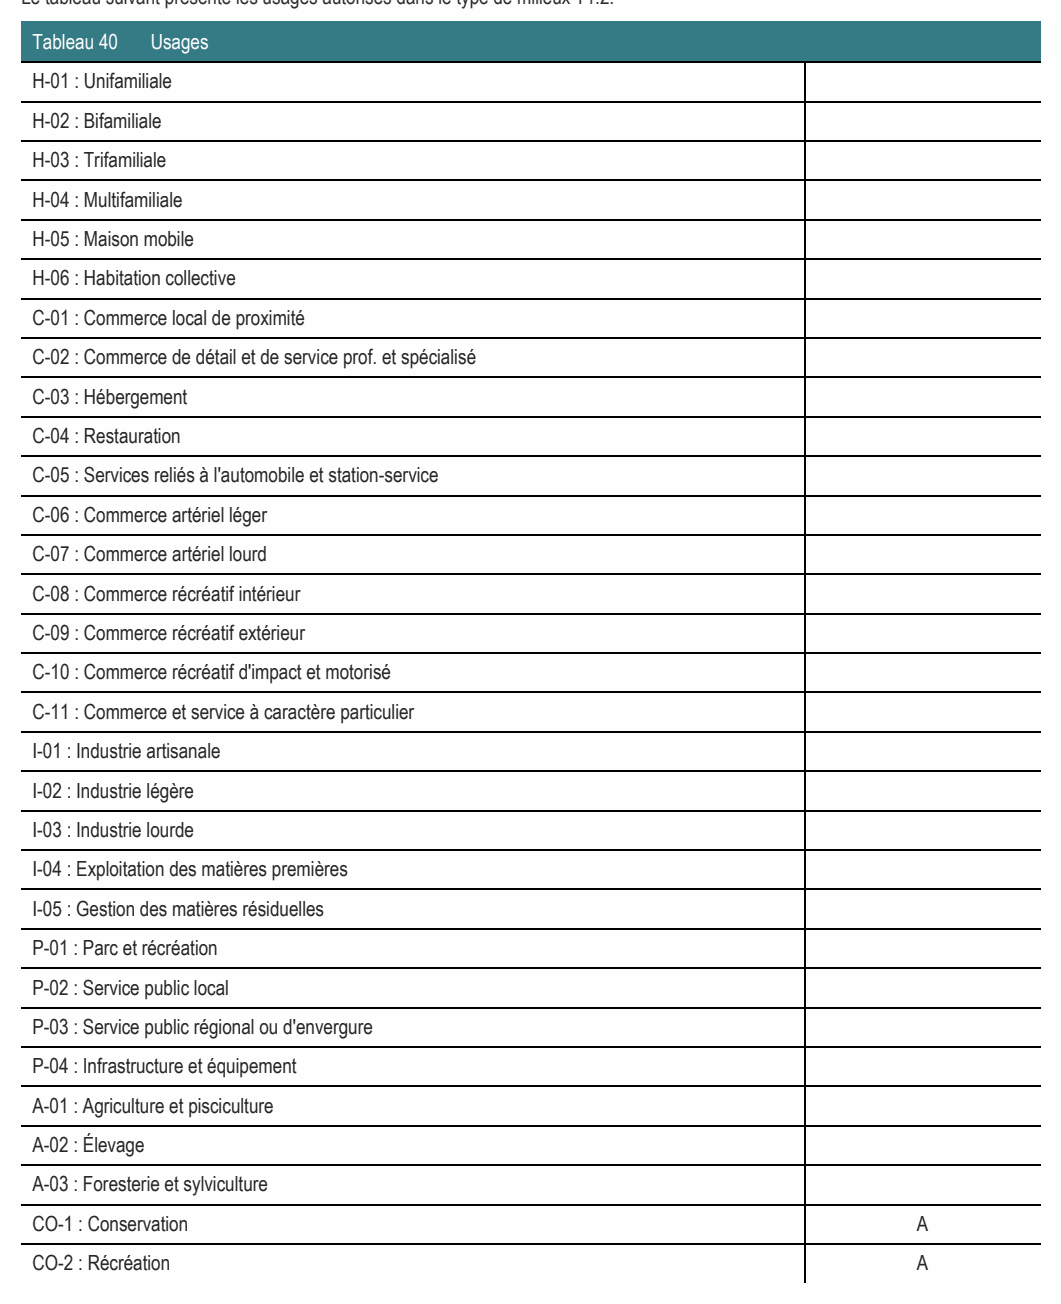 Le tableau suivant présente les usages autorisés dans le type de milieux T1.2.
Tableau 40 Usages
H-01 : Unifamiliale
H-02 : Bifamiliale
H-03 : Trifamiliale
H-04 : Multifamiliale
H-05 : Maison mobile
H-06 : Habitation collective
C-01 : Commerce local de proximité
C-02 : Commerce de détail et de service prof. et spécialisé
C-03 : Hébergement
C-04 : Restauration
C-05 : Services reliés à l'automobile et station-service
C-06 : Commerce artériel léger
C-07 : Commerce artériel lourd
C-08 : Commerce récréatif intérieur
C-09 : Commerce récréatif extérieur
C-10 : Commerce récréatif d'impact et motorisé
C-11 : Commerce et service à caractère particulier
I-01 : Industrie artisanale
I-02 : Industrie légère
I-03 : Industrie lourde
I-04 : Exploitation des matières premières
I-05 : Gestion des matières résiduelles
P-01 : Parc et récréation
P-02 : Service public local
P-03 : Service public régional ou d'envergure
P-04 : Infrastructure et équipement
A-01 : Agriculture et pisciculture
A-02 : Élevage
A-03 : Foresterie et sylviculture
CO-1 : Conservation A
CO-2 : Récréation A